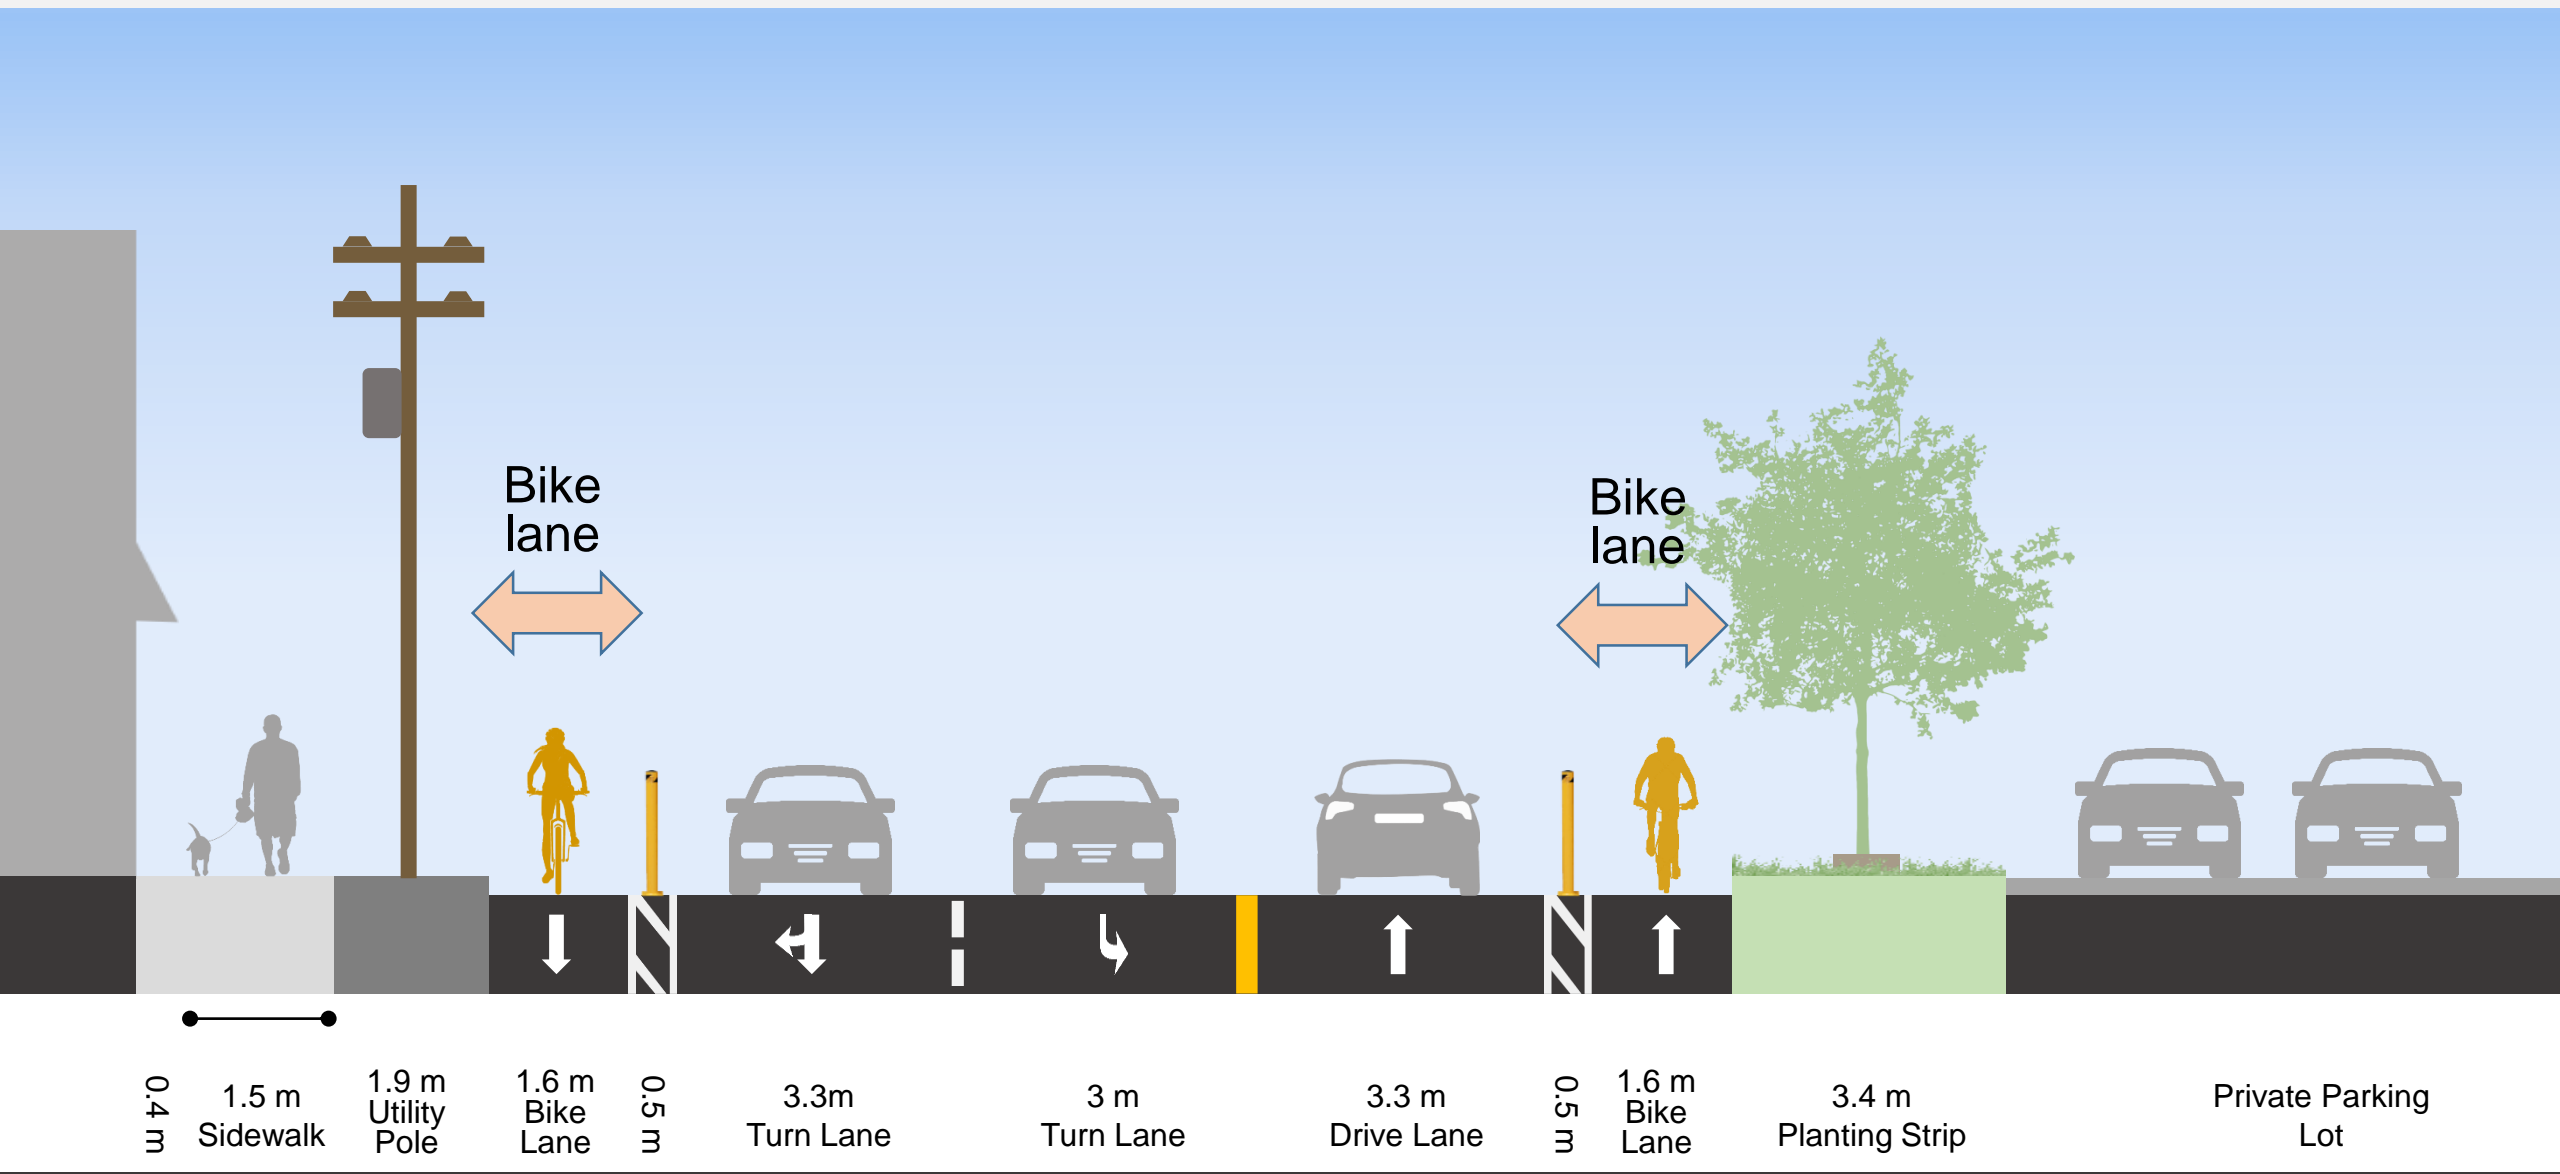 Bike
lane
Bike
lane
0.4 m
1.5 m
Sidewalk
1.9 m
Utility
Pole
1.6 m
Bike
Lane
0.5 m
3.3m
Turn Lane
3 m
Turn Lane
3.3 m
Drive Lane
0.5 m
1.6 m
Bike
Lane
3.4 m
Planting Strip
Private Parking
Lot